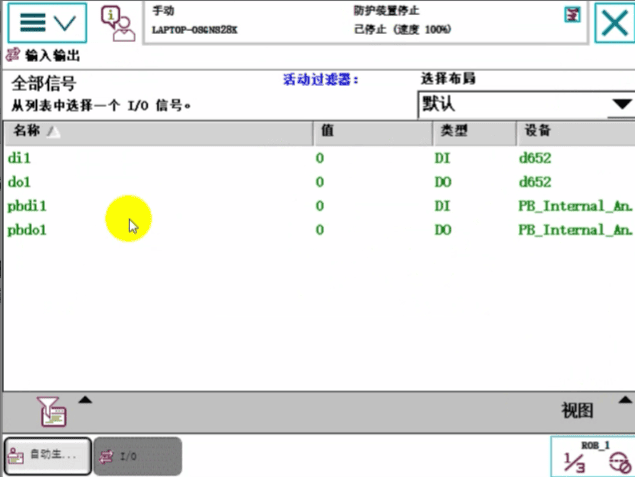 手动
防护装置停止
LAPTOP-O8GNS28K
已停止 (速度 100%)
输入输出
全部信号
活动过滤器：
选择布局
从列表中选择一个 I/O 信号。
默认
名称 值 类型 设备
di1 0 DI d652
do1 0 DO d652
pbdi1 0 DI PB_Internal_An.
pbdo1 0 DO PB_Internal_An.
视图
自动生...
I/O
ROB_1
1/3